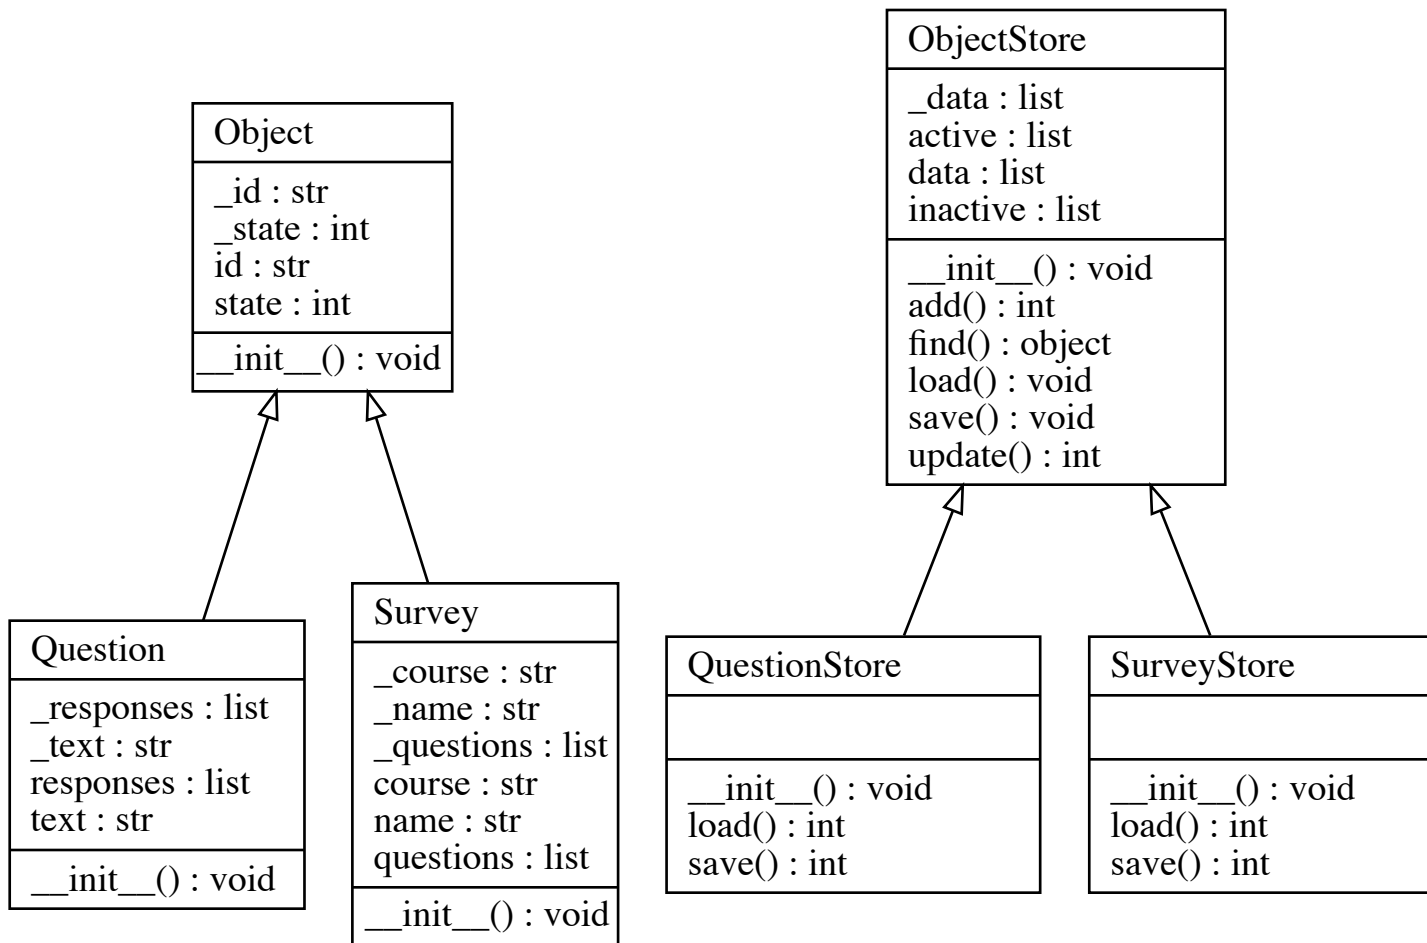 Object
_id : str
_state : int
id : str
state : int
__init__() : void
ObjectStore
_data : list
active : list
data : list
inactive : list
__init__() : void
add() : int
find() : object
load() : void
save() : void
update() : int
Question
_responses : list
_text : str
responses : list
text : str
__init__() : void
Survey
_course : str
_name : str
_questions : list
course : str
name : str
questions : list
__init__() : void
QuestionStore
__init__() : void
load() : int
save() : int
SurveyStore
__init__() : void
load() : int
save() : int